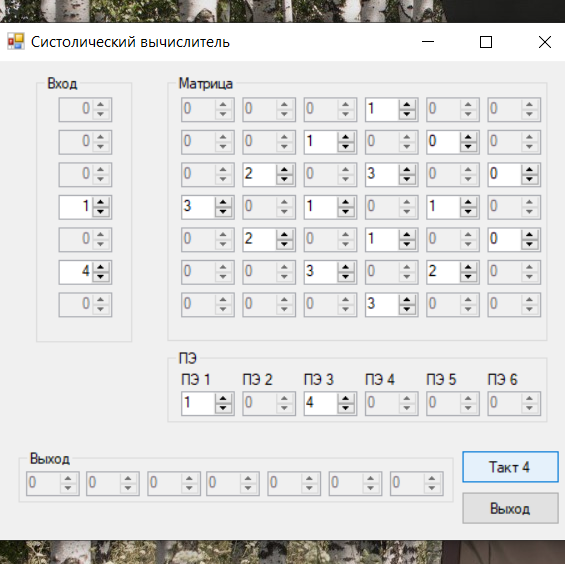 Систолический вычислитель
Вход Матрица
0 0 0 0 1 0 0
0 0 0 1 0 0 0
0 0 2 0 3 0 0
1 3 0 1 0 1 0
0 0 2 0 1 0 0
4 0 0 3 0 2 0
0 0 0 0 3 0 0
ПЭ
ПЭ 1 ПЭ 2 ПЭ 3 ПЭ 4 ПЭ 5 ПЭ 6
1 0 4 0 0 0
Выход
0 0 0 0 0 0 0
Такт 4
Выход